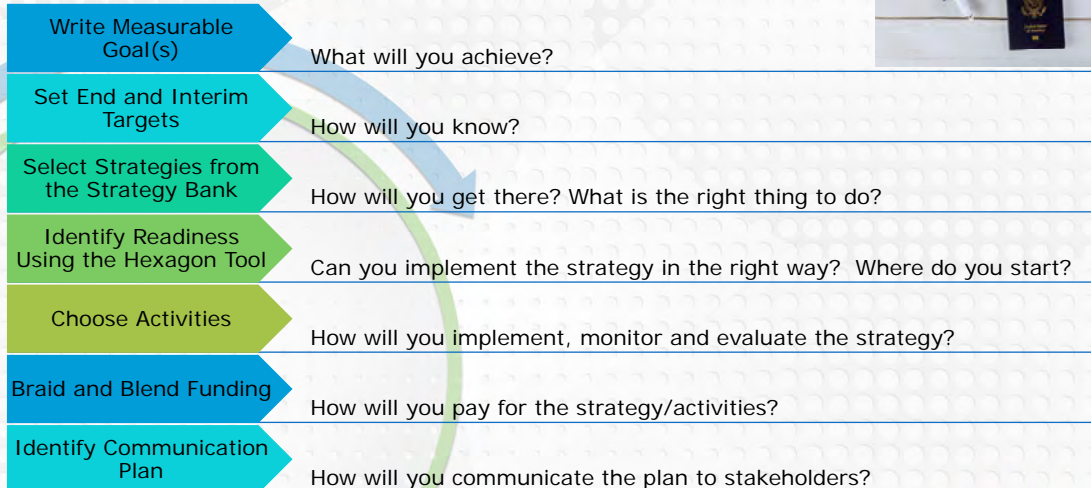 Write Measurable
Goal(s)
What will you achieve?
Set End and Interim
Targets
How will you know?
Select Strategies from
the Strategy Bank
How will you get there? What is the right thing to do?
Identify Readiness
Using the Hexagon Tool
Can you implement the strategy in the right way?  Where do you start?
Choose Activities
How will you implement, monitor and evaluate the strategy?
Braid and Blend Funding
How will you pay for the strategy/activities?
Identify Communication
Plan
How will you communicate the plan to stakeholders?